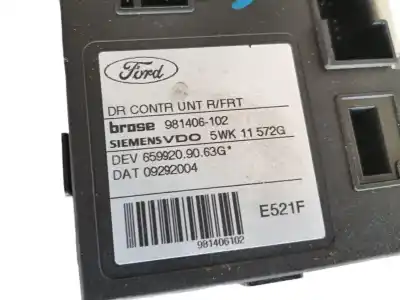 Ford
DR CONTR UNT R/FRT
brose 981406-102
SIEMENS VDO 5WK 11 572G
DEV 659920.90.63G*
DAT 09292004
E521F
981406102